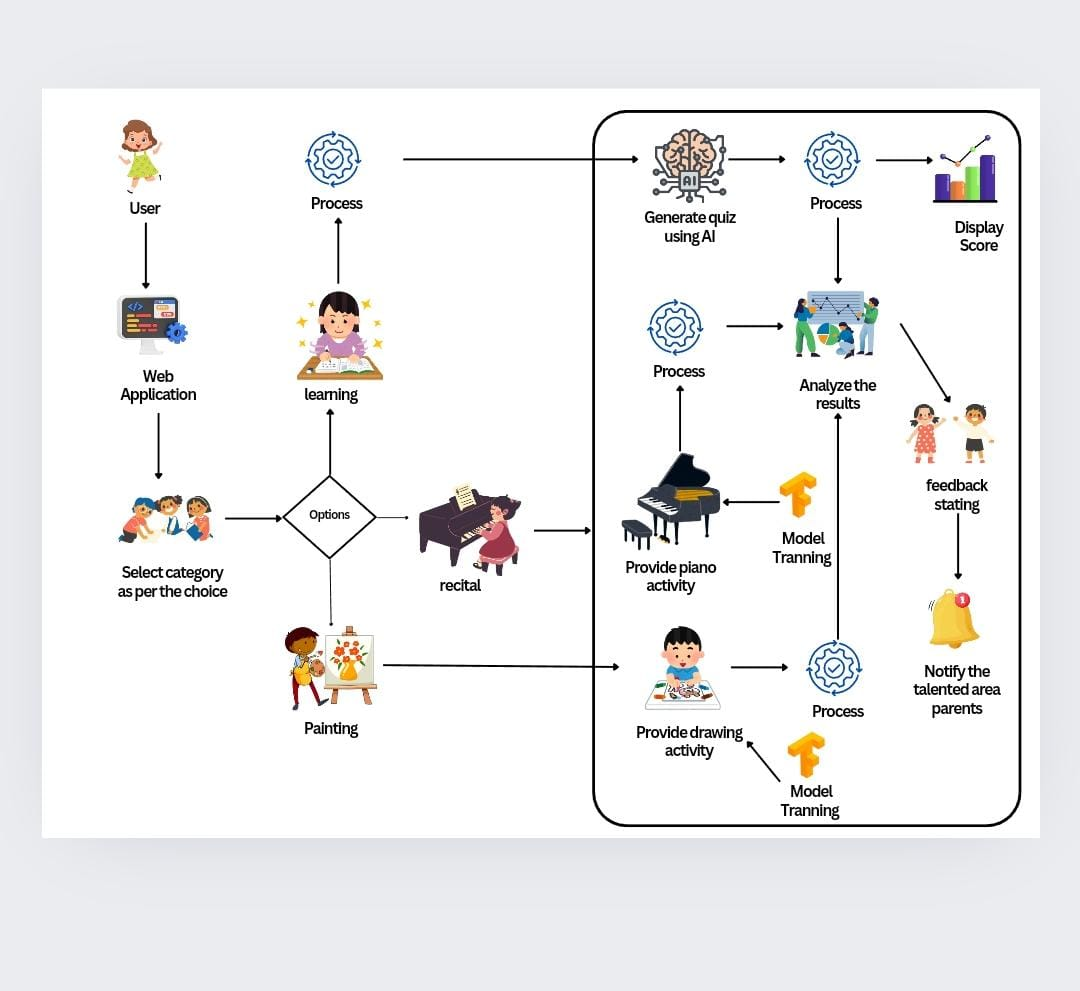 User
Process
Generate quiz
using AI
AI
Process
Display
Score
Web
Application
learning
Process
Analyze the
results
Select category
as per the choice
Options
recital
Provide piano
activity
Model
Tranning
feedback
stating
1
Painting
Provide drawing
activity
Process
Notify the
talented area
parents
Model
Tranning